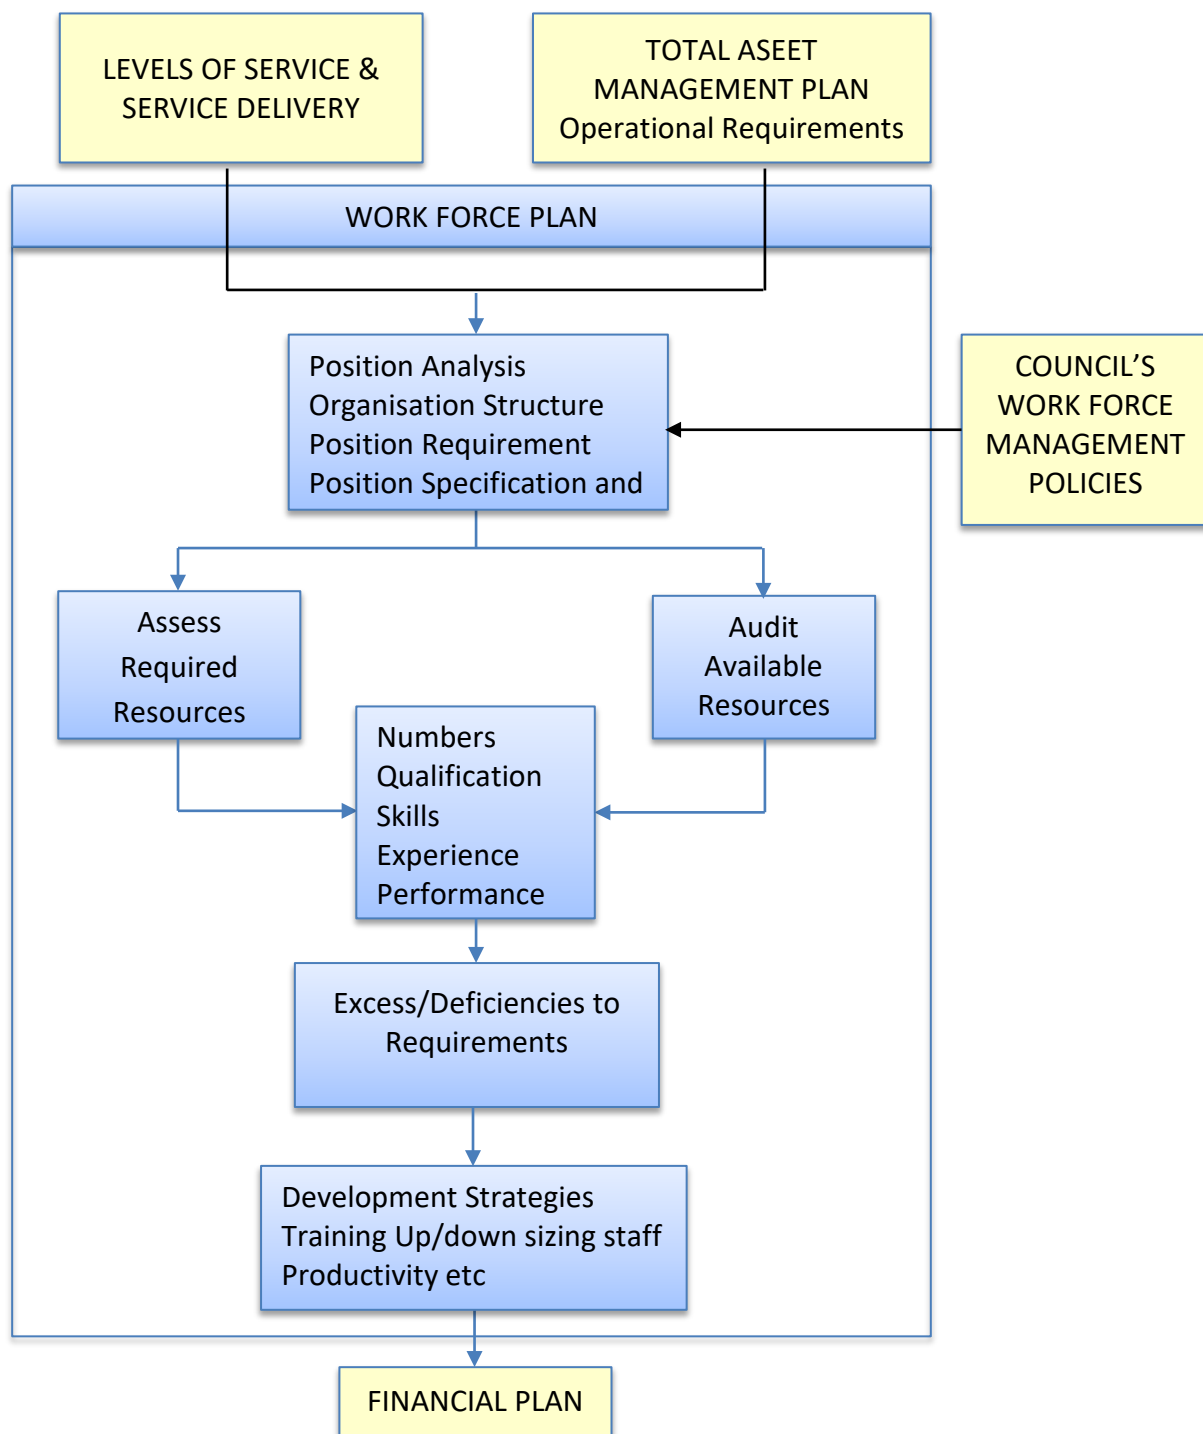 LEVELS OF SERVICE &
SERVICE DELIVERY
TOTAL ASEET
MANAGEMENT PLAN
Operational Requirements
WORK FORCE PLAN
Position Analysis
Organisation Structure
Position Requirement
Position Specification and
COUNCIL’S
WORK FORCE
MANAGEMENT
POLICIES
Assess
Required
Resources
Audit
Available
Resources
Numbers
Qualification
Skills
Experience
Performance
Excess/Deficiencies to
Requirements
Development Strategies
Training Up/down sizing staff
Productivity etc
FINANCIAL PLAN